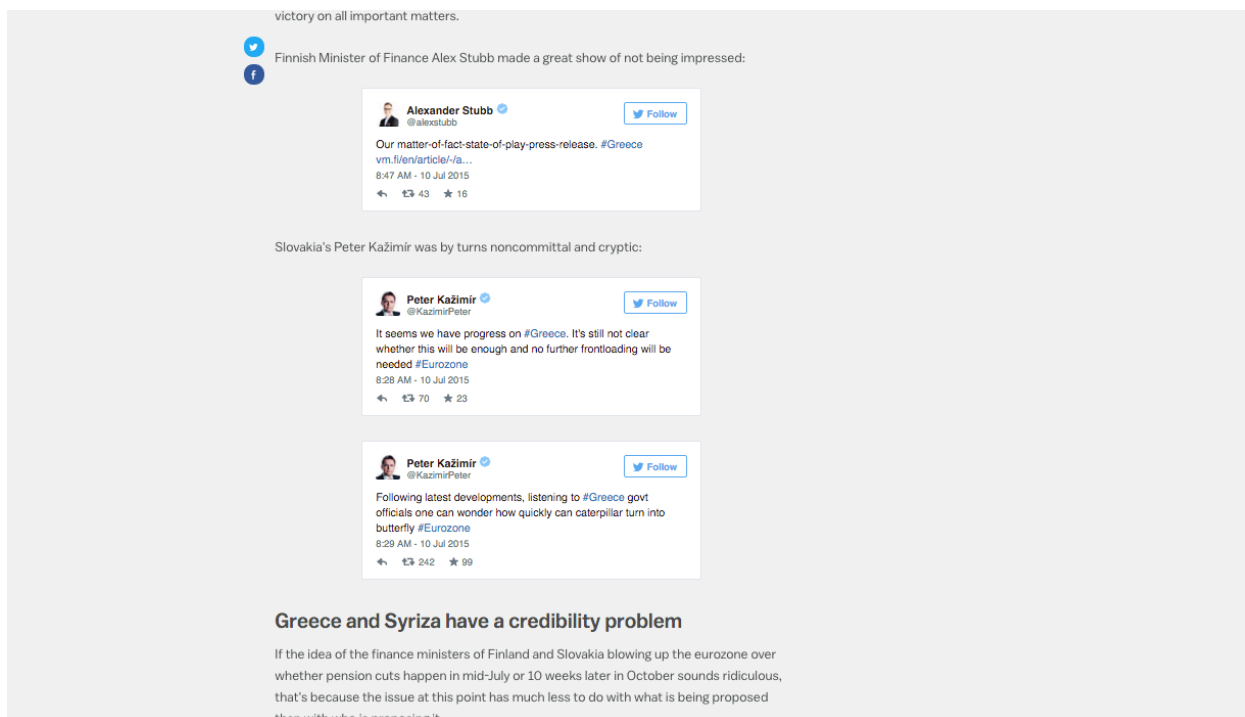 victory on all important matters.
Finnish Minister of Finance Alex Stubb made a great show of not being impressed:
Alexander Stubb
@alexstubb
Follow
Our matter-of-fact-state-of-play-press-release. #Greece
vm.fi/en/article/-/a…
8:47 AM - 10 Jul 2015
43 16
Slovakia's Peter Kažimír was by turns noncommittal and cryptic:
Peter Kažimír
@KazimirPeter
Follow
It seems we have progress on #Greece. It's still not clear
whether this will be enough and no further frontloading will be
needed #Eurozone
8:28 AM - 10 Jul 2015
70 23
Peter Kažimír
@KazimirPeter
Follow
Following latest developments, listening to #Greece govt
officials one can wonder how quickly can caterpillar turn into
butterfly #Eurozone
8:29 AM - 10 Jul 2015
242 99
Greece and Syriza have a credibility problem
If the idea of the finance ministers of Finland and Slovakia blowing up the eurozone over
whether pension cuts happen in mid-July or 10 weeks later in October sounds ridiculous,
that's because the issue at this point has much less to do with what is being proposed
than with who is proposing it.